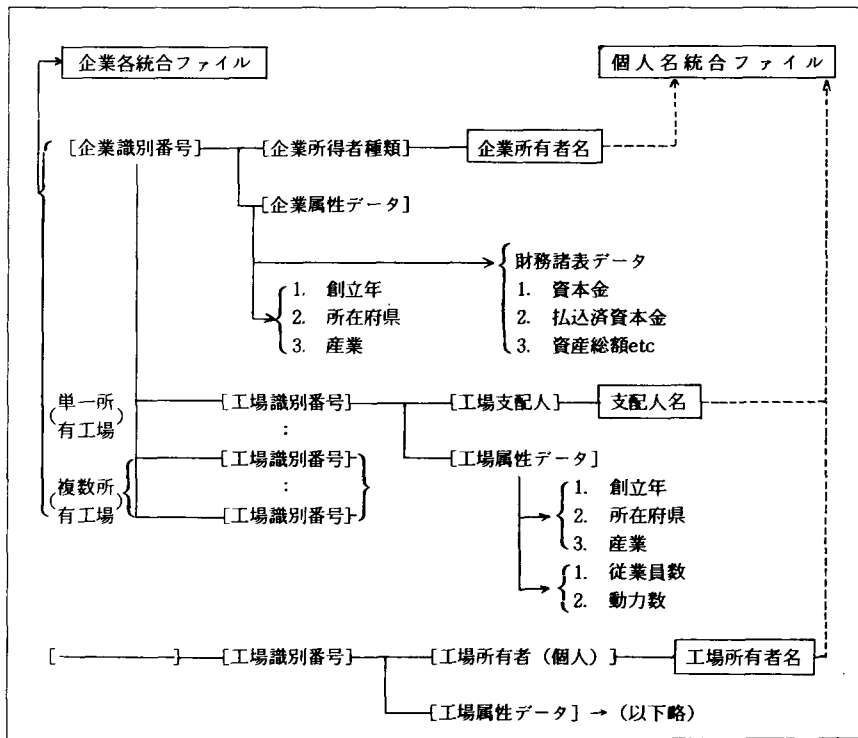 企業各統合ファイル
個人名統合ファイル
[企業識別番号] [企業所得者種類] 企業所有者名
[企業属性データ]
財務諸表データ
1. 創立年 1. 資本金
2. 所在府県 2. 払込済資本金
3. 産業 3. 資産総額etc
(単一所有工場) [工場識別番号] [工場支配人] 支配人名
:
[工場識別番号] [工場属性データ]
(複数所有工場) :
[工場識別番号]
1. 創立年
2. 所在府県
3. 産業
1. 従業員数
2. 動力数
[―――――] [工場識別番号] [工場所有者(個人)] 工場所有者名
[工場属性データ] → (以下略)